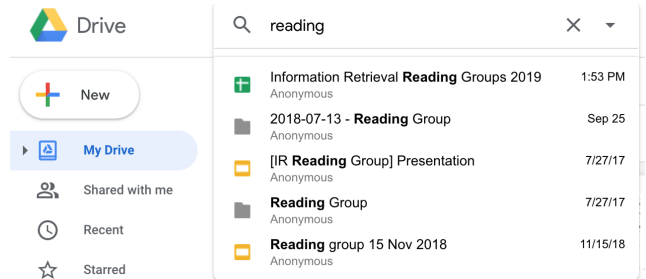 Drive
reading
New
My Drive
Shared with me
Recent
Starred
Information Retrieval Reading Groups 2019 1:53 PM
Anonymous
2018-07-13 - Reading Group Sep 25
Anonymous
[IR Reading Group] Presentation 7/27/17
Anonymous
Reading Group 7/27/17
Anonymous
Reading group 15 Nov 2018 11/15/18
Anonymous